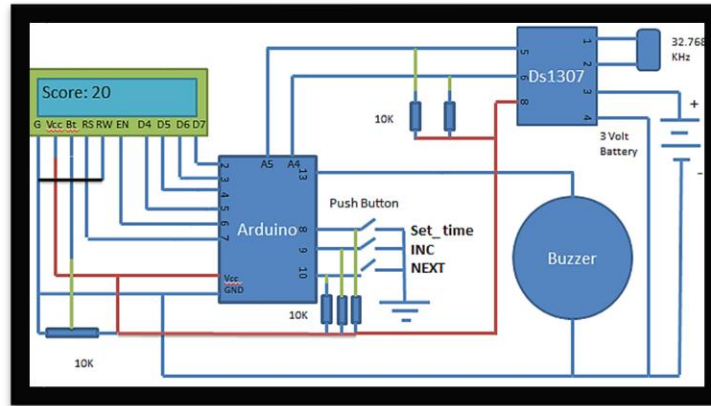 Score: 20
G Vcc Bt RS RW EN D4 D5 D6 D7
1
2
3
4
5
6
8
Ds1307
32.768
KHz
10K
+
-
3 Volt
Battery
A5 A4
13
2
3
4
5
6
7
8
9
10
Arduino
Vcc
GND
Push Button
Set_time
INC
NEXT
Buzzer
10K
10K